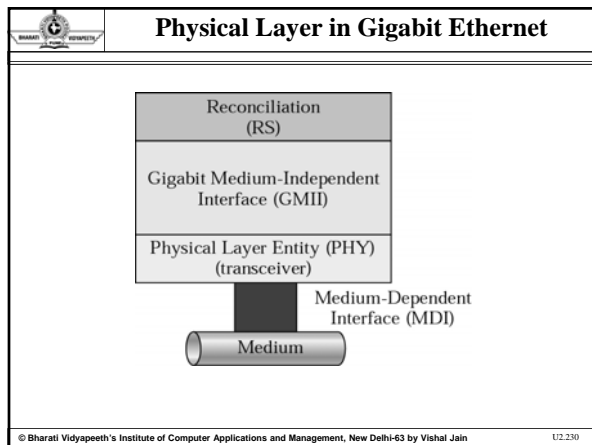 BHARATI
VIDYAPEETH
Physical Layer in Gigabit Ethernet
Reconciliation
(RS)
Gigabit Medium-Independent
Interface (GMII)
Physical Layer Entity (PHY)
(transceiver)
Medium-Dependent
Interface (MDI)
Medium
© Bharati Vidyapeeth's Institute of Computer Applications and Management, New Delhi-63 by Vishal Jain
U2.230